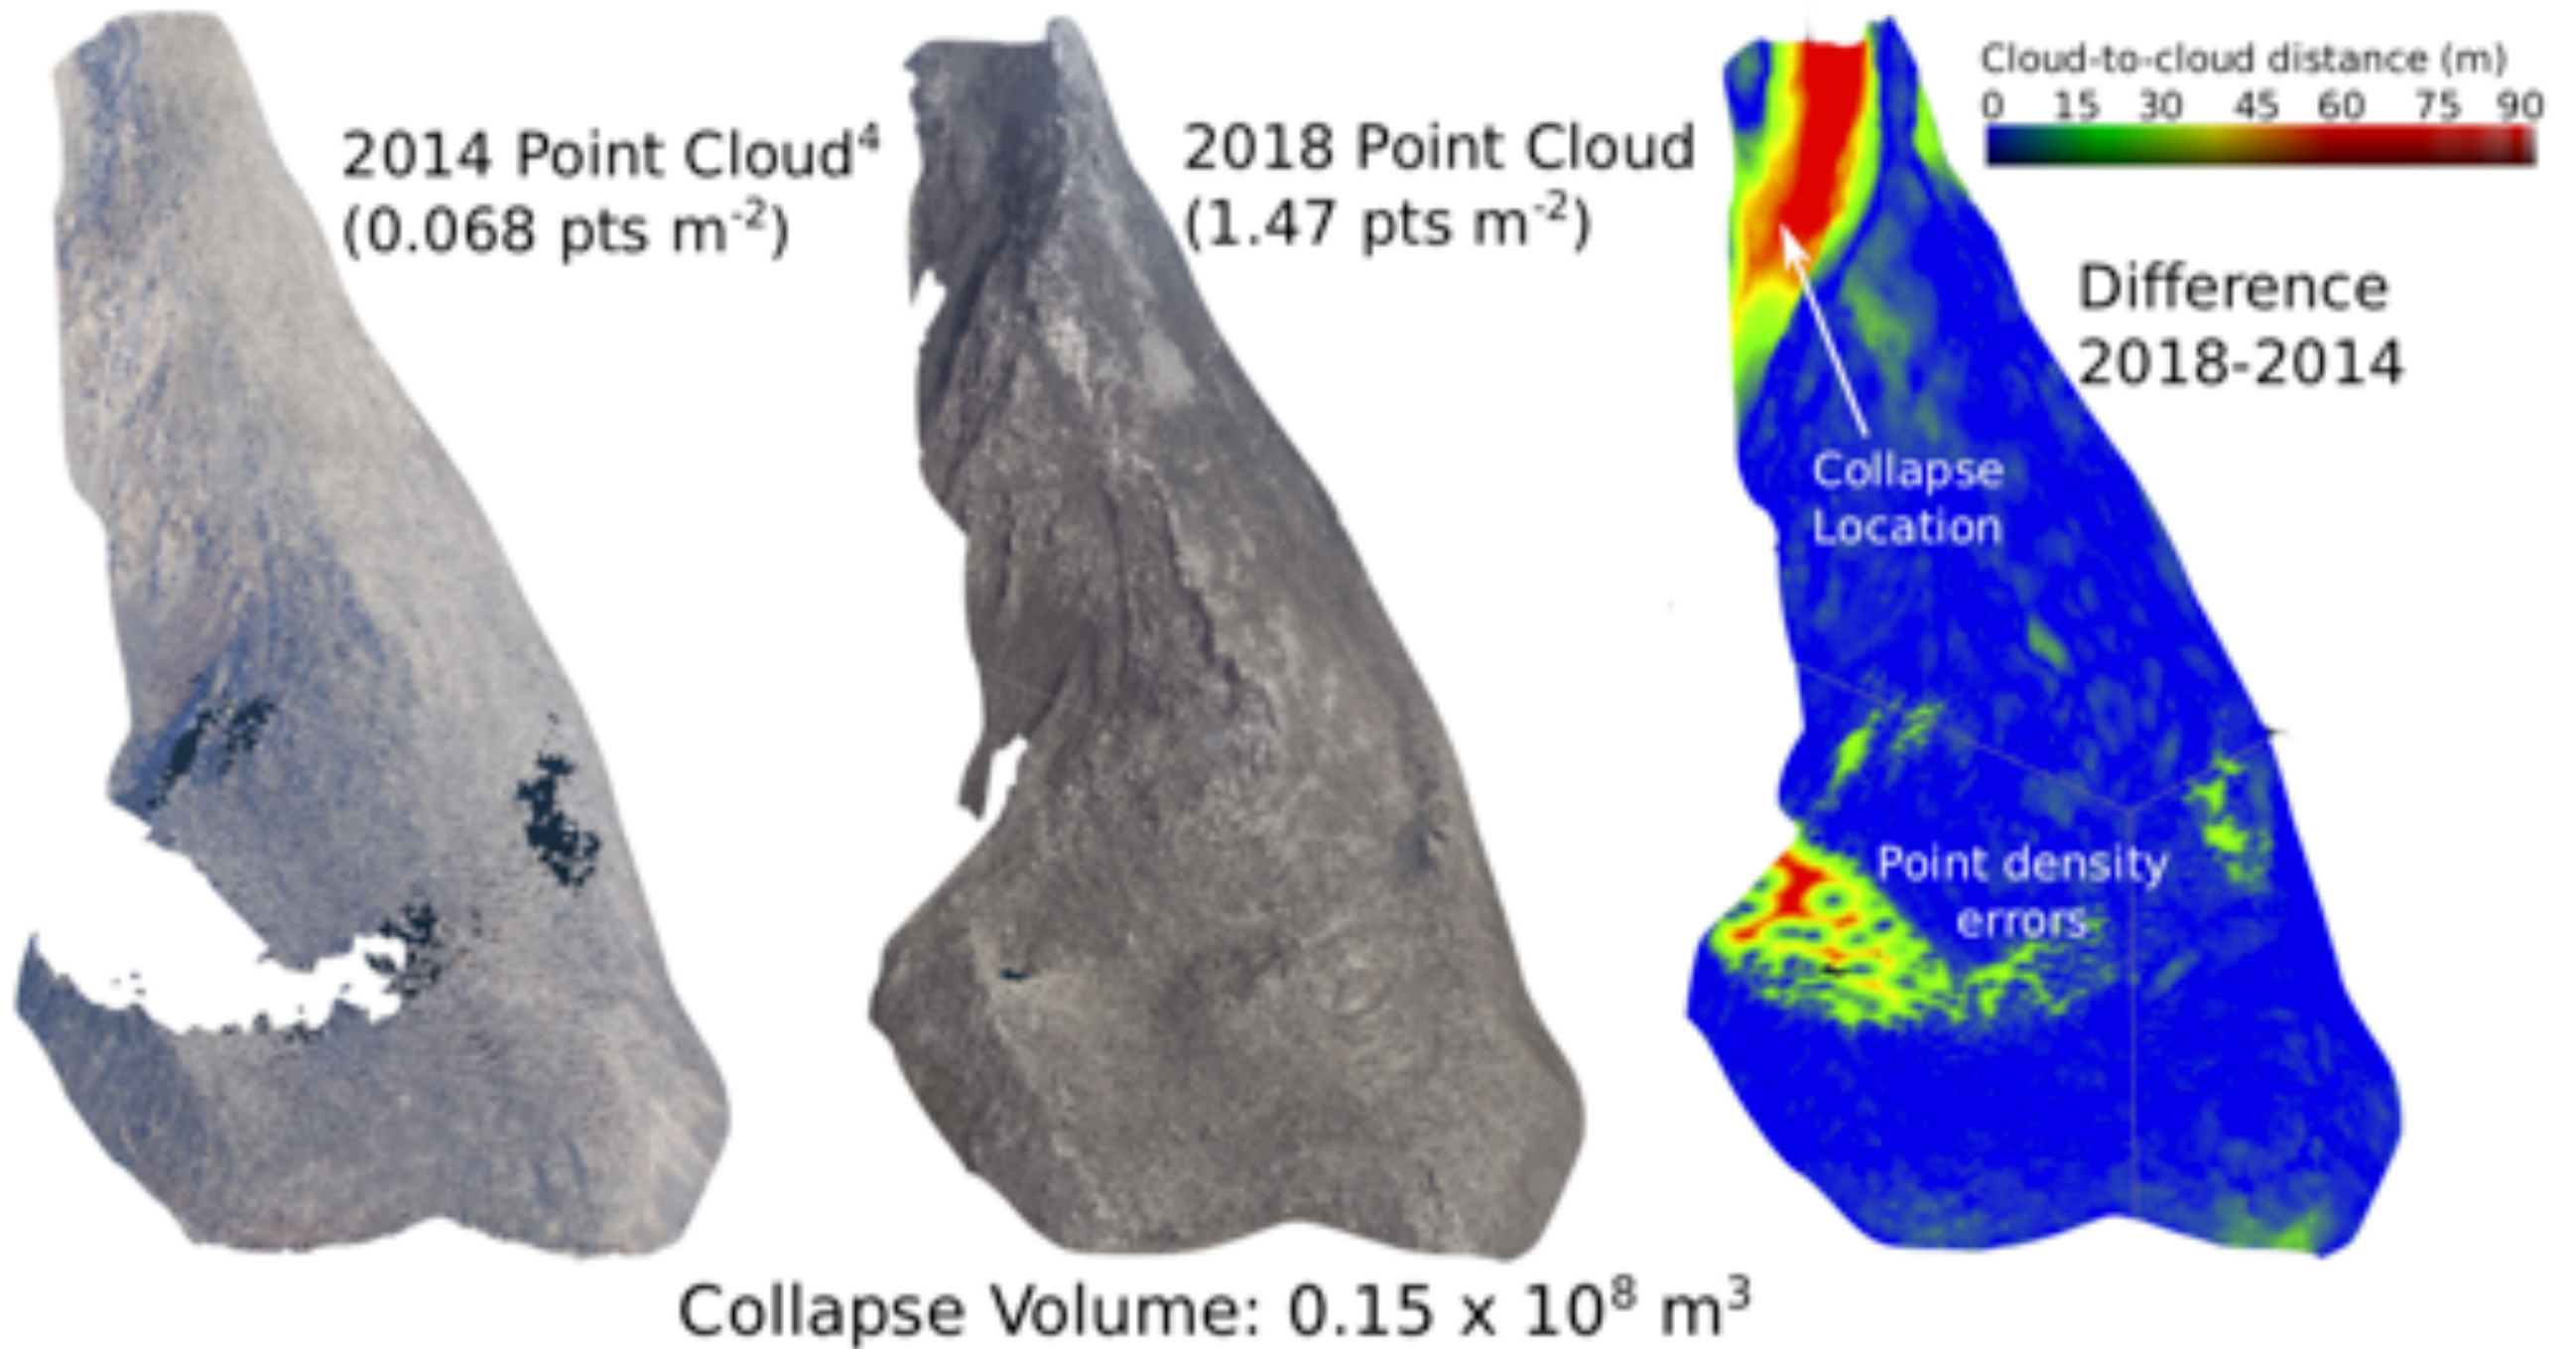 2014 Point Cloud⁴
(0.068 pts m⁻²)
2018 Point Cloud
(1.47 pts m⁻²)
Cloud-to-cloud distance (m)
0 15 30 45 60 75 90
Difference
2018-2014
Collapse
Location
Point density
errors
Collapse Volume: 0.15 x 10⁸ m³